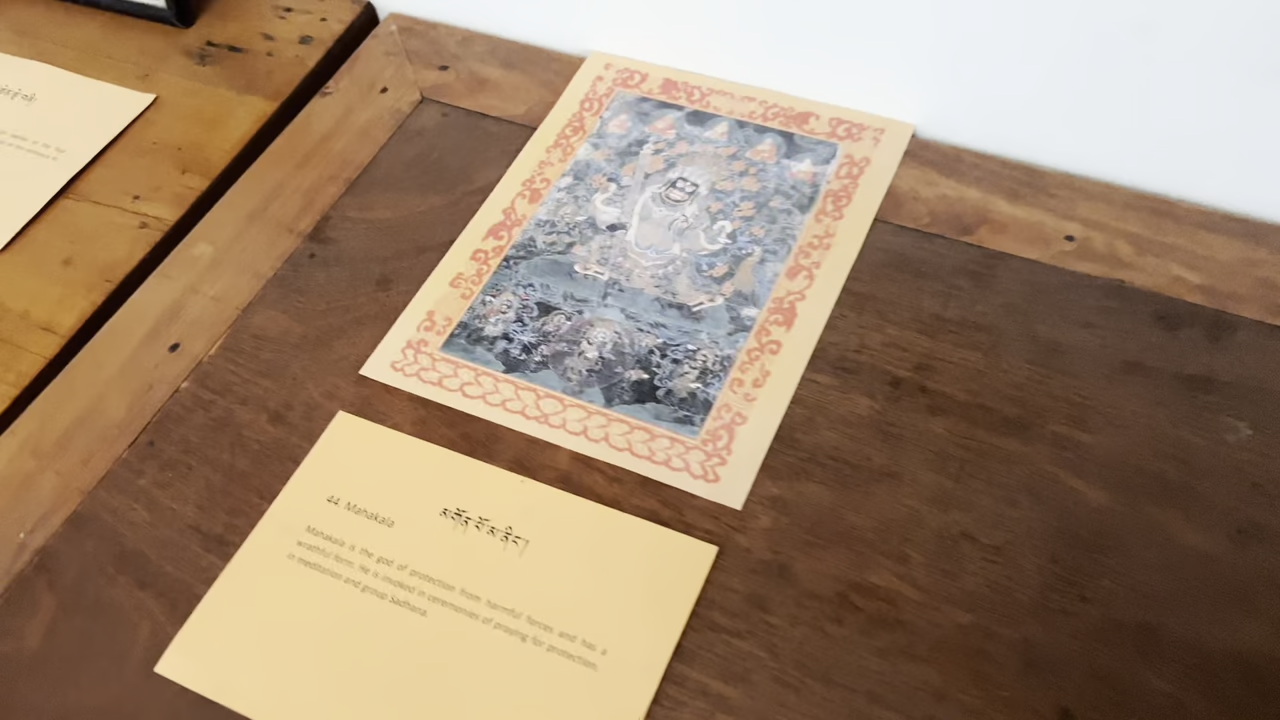 44. Mahakala
མགོན་པོ་མ་ཎིང་།
Mahakala is the god of protection from harmful forces and has a
wrathful form. He is invoked in ceremonies of praying for protection,
in meditation and group Sadhana.